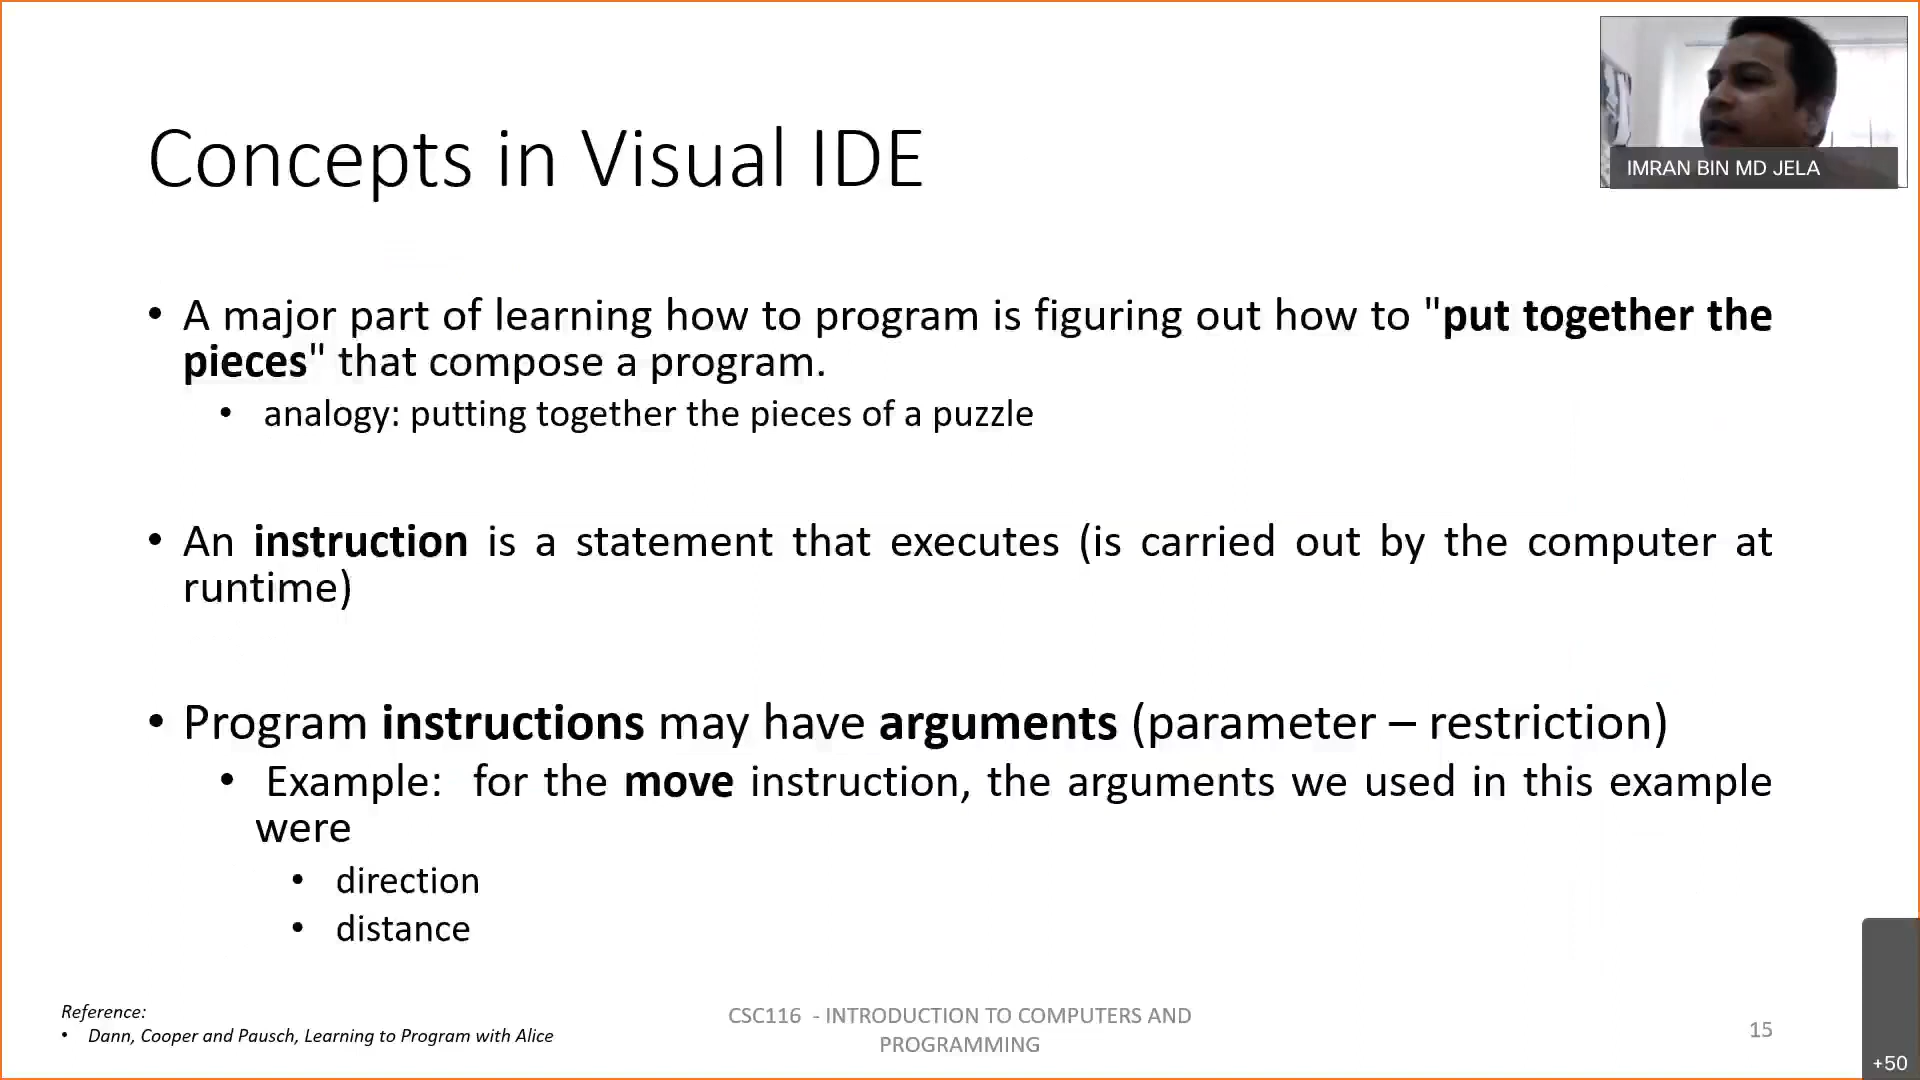 IMRAN BIN MD JELA
Concepts in Visual IDE
• A major part of learning how to program is figuring out how to "put together the
pieces" that compose a program.
• analogy: putting together the pieces of a puzzle
• An instruction is a statement that executes (is carried out by the computer at
runtime)
• Program instructions may have arguments (parameter – restriction)
• Example: for the move instruction, the arguments we used in this example
were
• direction
• distance
Reference:
• Dann, Cooper and Pausch, Learning to Program with Alice
CSC116 - INTRODUCTION TO COMPUTERS AND
PROGRAMMING
15
+50